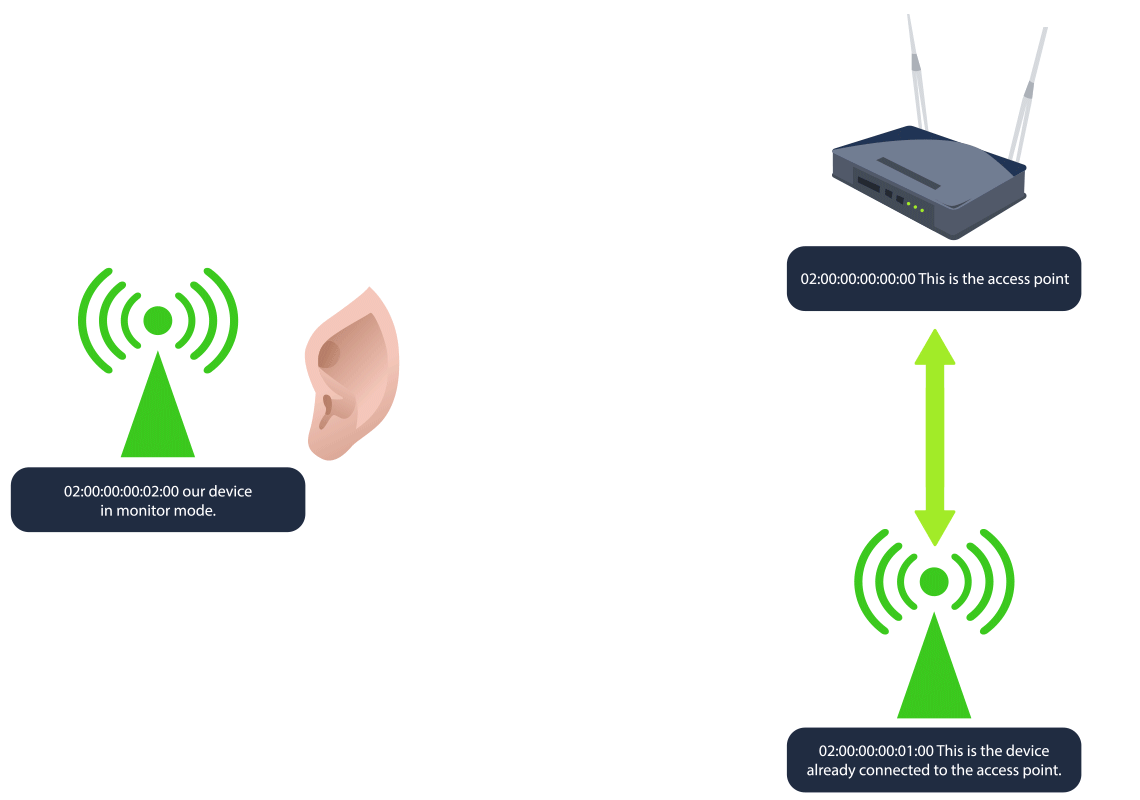 02:00:00:00:00:00 This is the access point
02:00:00:00:02:00 our device
in monitor mode.
02:00:00:00:01:00 This is the device
already connected to the access point.